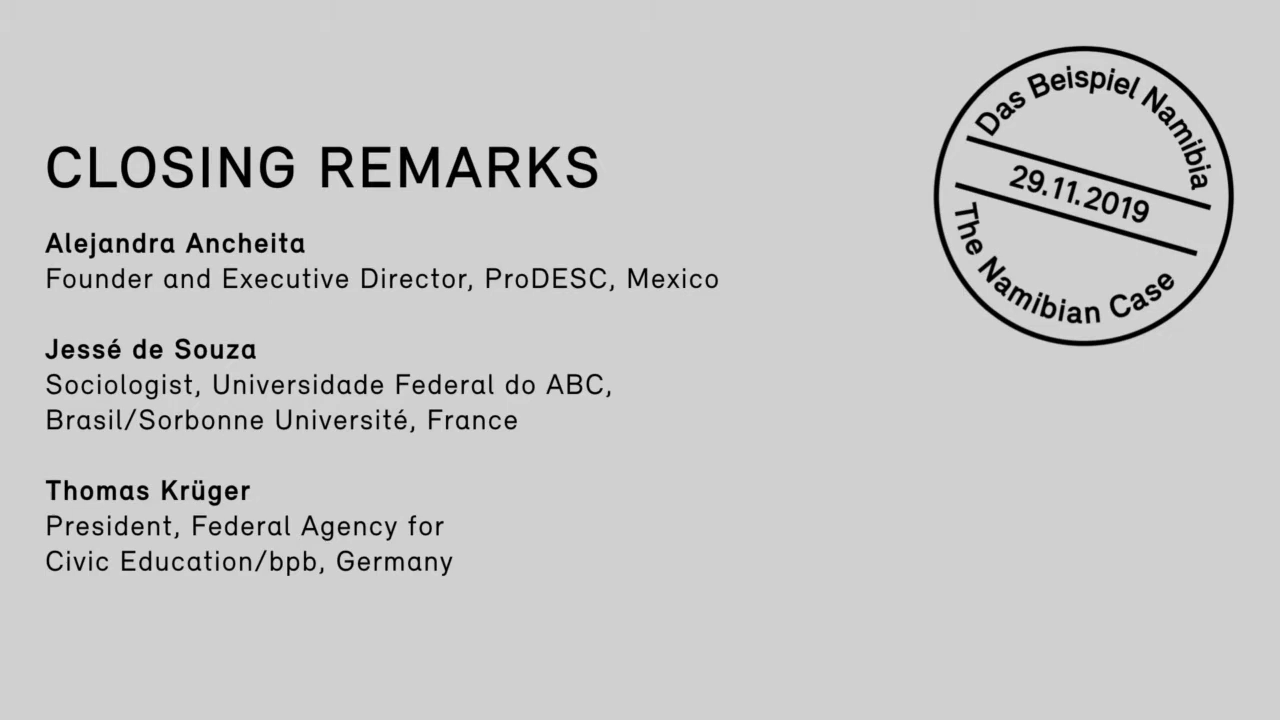 CLOSING REMARKS
Alejandra Ancheita
Founder and Executive Director, ProDESC, Mexico
Jessé de Souza
Sociologist, Universidade Federal do ABC,
Brasil/Sorbonne Université, France
Thomas Krüger
President, Federal Agency for
Civic Education/bpb, Germany
Das Beispiel Namibia
29.11.2019
The Namibian Case